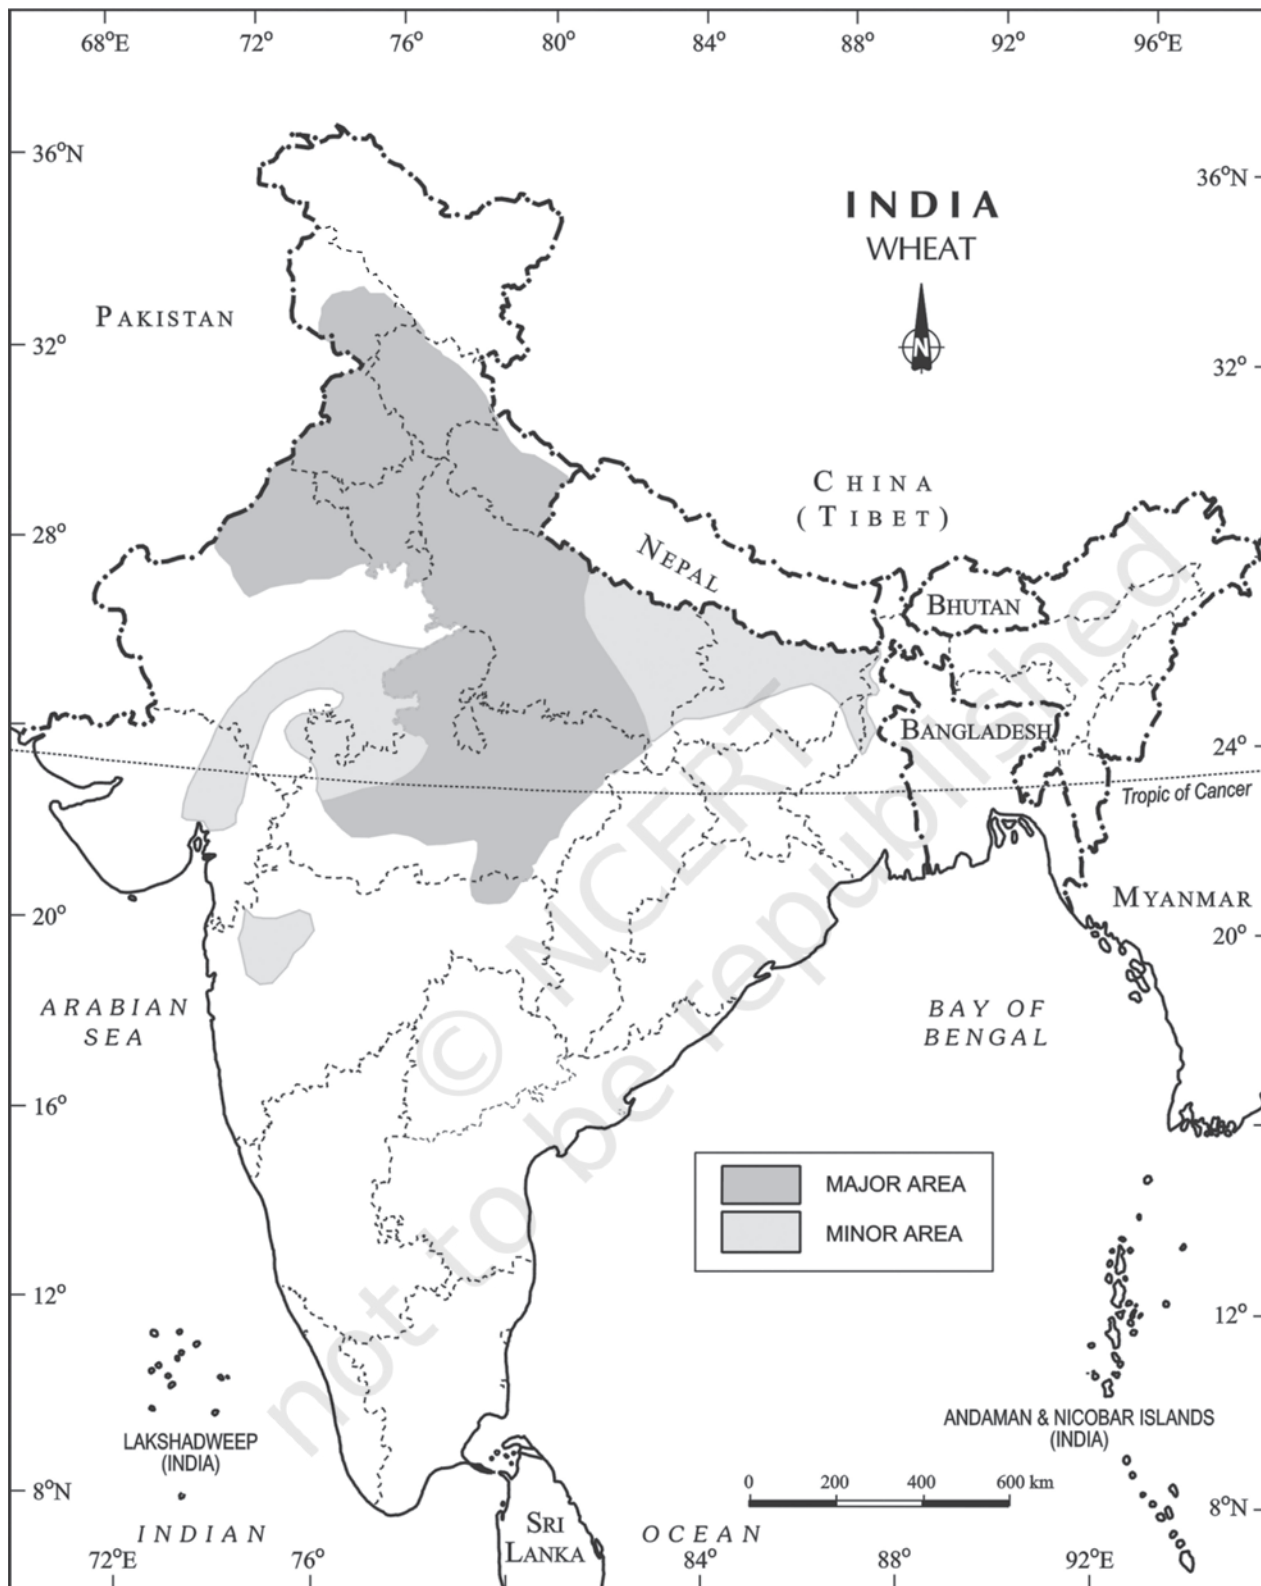 68°E 72° 76° 80° 84° 88° 92° 96°E
36°N
36°N
INDIA
WHEAT
N
PAKISTAN
32°
32°
CHINA
(TIBET)
28°
NEPAL
BHUTAN
BANGLADESH
24°
Tropic of Cancer
MYANMAR
20°
20°
ARABIAN
SEA
BAY OF
BENGAL
© NCERT
not to be republished
16°
MAJOR AREA
MINOR AREA
12°
12°
LAKSHADWEEP
(INDIA)
ANDAMAN & NICOBAR ISLANDS
(INDIA)
0 200 400 600 km
8°N
8°N
INDIAN OCEAN
SRI
LANKA
72°E 76° 84° 88° 92°E